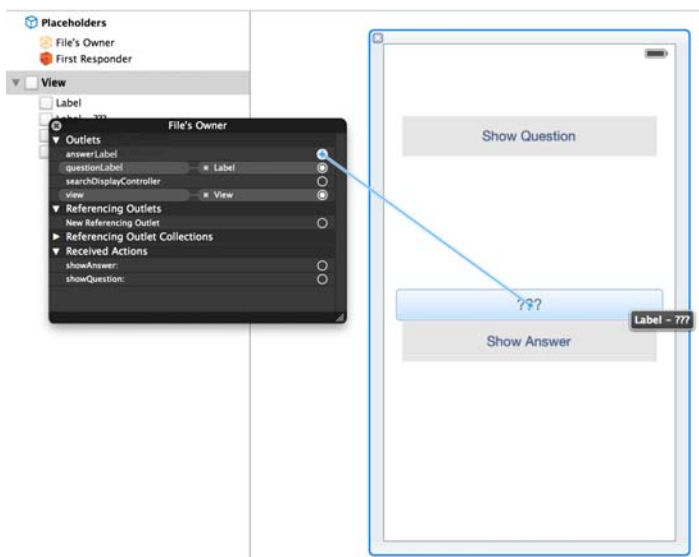 Placeholders
File's Owner
First Responder
View
Label
File's Owner
Outlets
answerLabel
questionLabel Label
searchDisplayController
view View
Referencing Outlets
New Referencing Outlet
Referencing Outlet Collections
Received Actions
showAnswer:
showQuestion:
Show Question
???
Label - ???
Show Answer